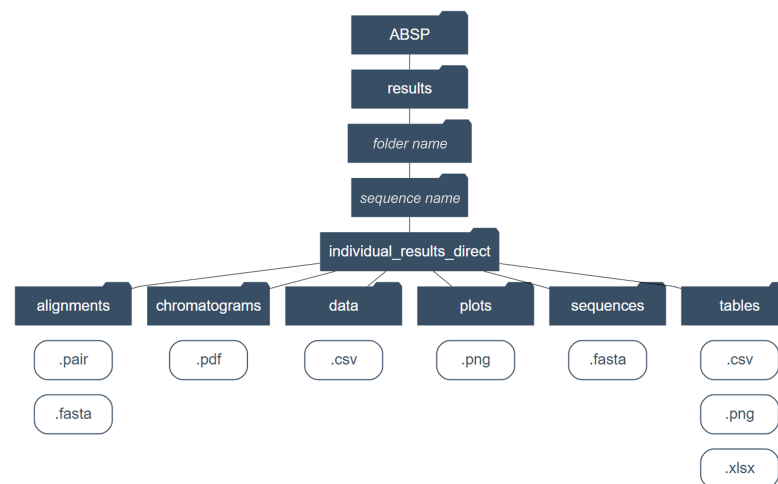 ABSP
results
folder name
sequence name
individual_results_direct
alignments
chromatograms
data
plots
sequences
tables
.pair
.pdf
.csv
.png
.fasta
.csv
.fasta
.png
.xlsx